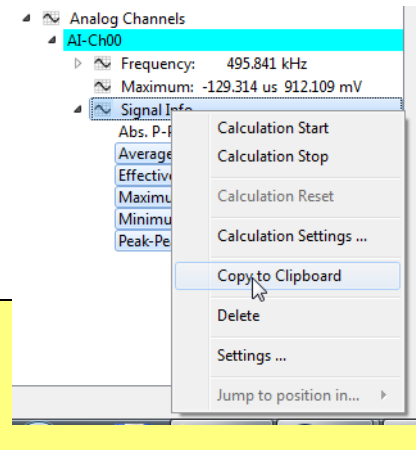 Analog Channels
AI-Ch00
Frequency: 495.841 kHz
Maximum: -129.314 us 912.109 mV
Signal Info
Abs. P-P
Average
Effective
Maximu
Minimu
Peak-Pe
Calculation Start
Calculation Stop
Calculation Reset
Calculation Settings ...
Copy to Clipboard
Delete
Settings ...
Jump to position in...